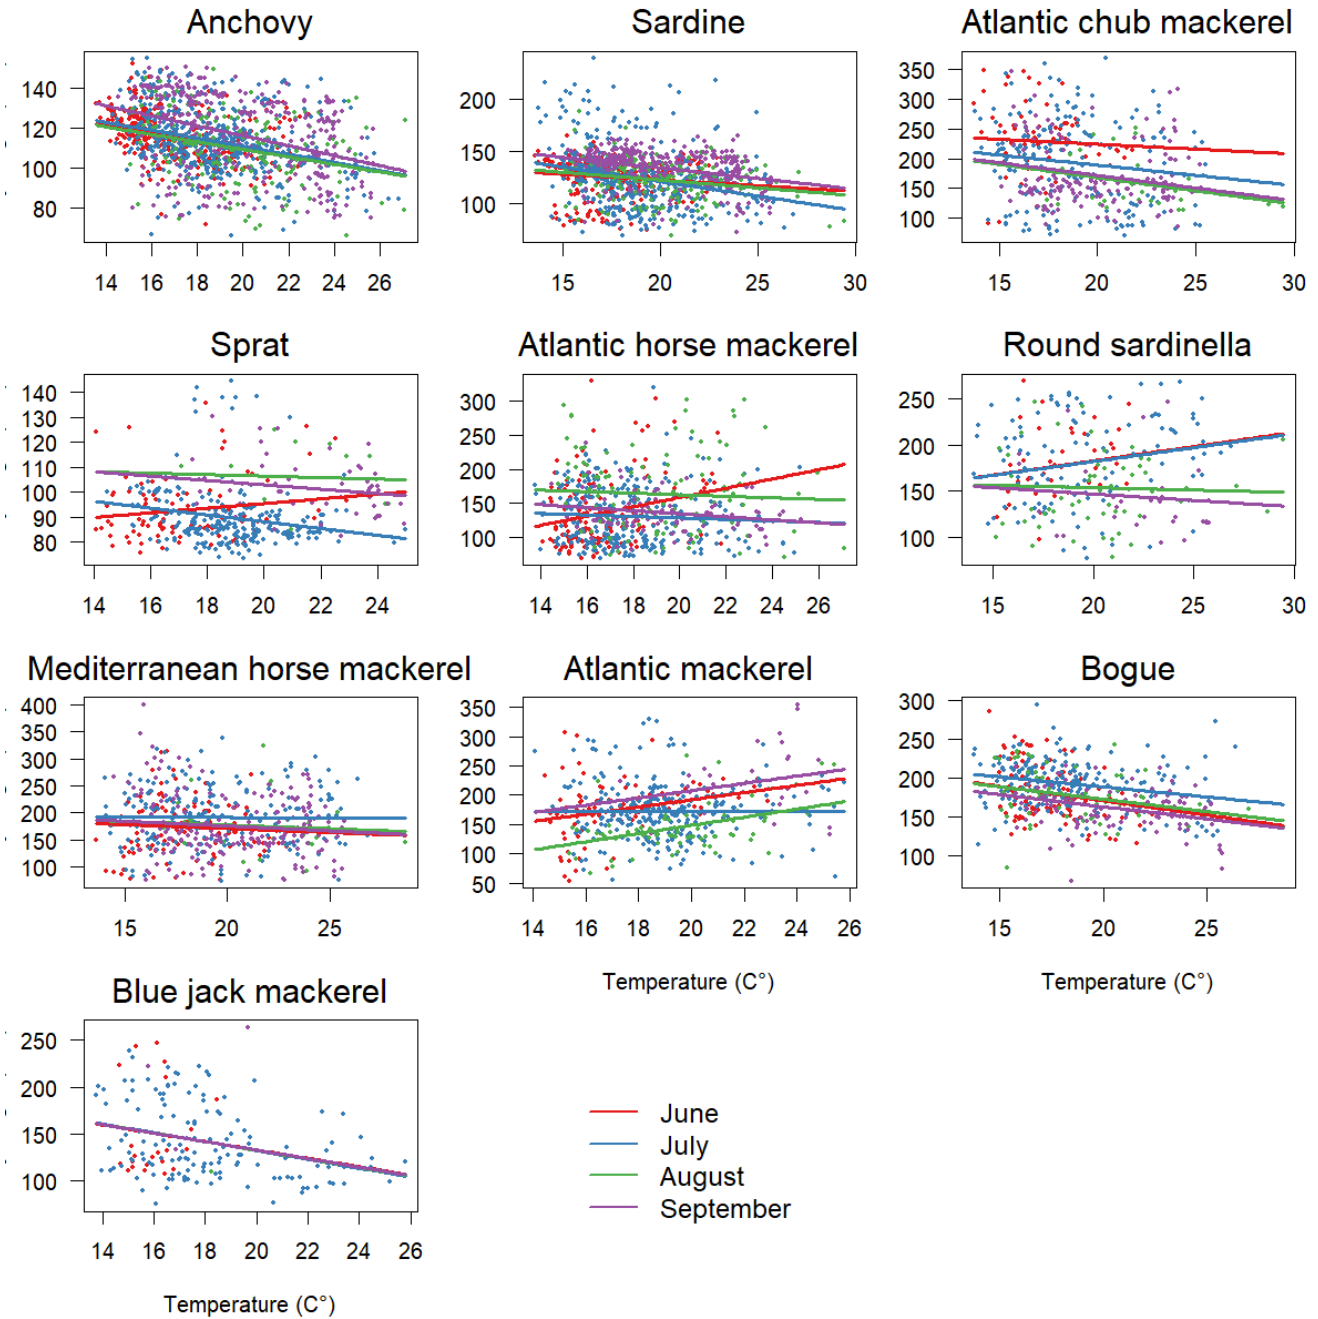 Anchovy
140
120
100
80
14 16 18 20 22 24 26
Sardine
200
150
100
15 20 25 30
Atlantic chub mackerel
350
300
250
200
150
100
15 20 25 30
Sprat
140
130
120
110
100
90
80
14 16 18 20 22 24
Atlantic horse mackerel
300
250
200
150
100
14 16 18 20 22 24 26
Round sardinella
250
200
150
100
15 20 25 30
Mediterranean horse mackerel
400
350
300
250
200
150
100
15 20 25
Atlantic mackerel
350
300
250
200
150
100
50
14 16 18 20 22 24 26
Temperature (C°)
Bogue
300
250
200
150
100
15 20 25
Temperature (C°)
Blue jack mackerel
250
200
150
100
14 16 18 20 22 24 26
Temperature (C°)
June
July
August
September